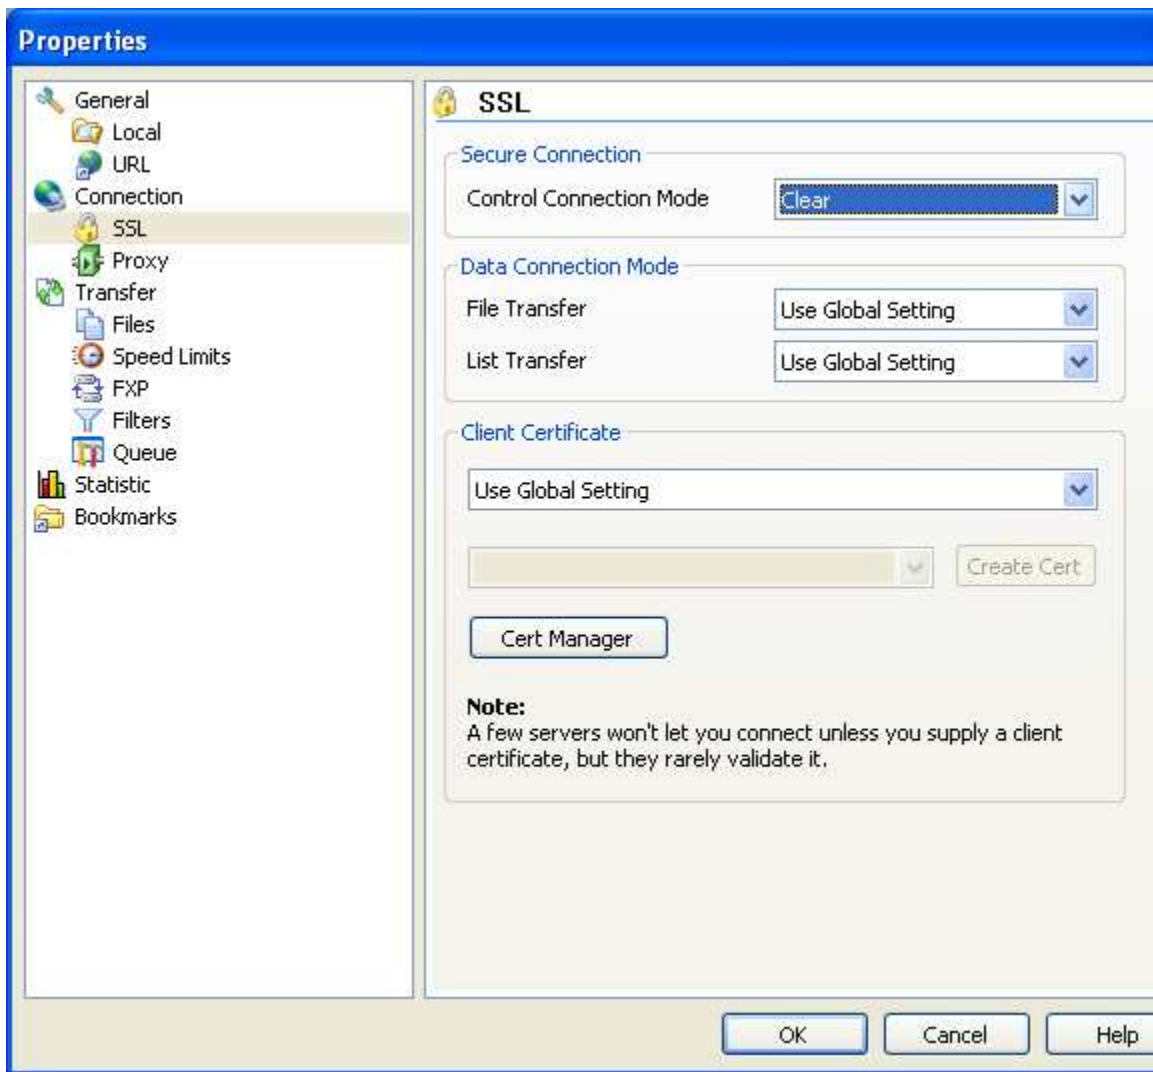 Properties
General
Local
URL
Connection
SSL
Proxy
Transfer
Files
Speed Limits
FXP
Filters
Queue
Statistic
Bookmarks
SSL
Secure Connection
Control Connection Mode
Clear
Data Connection Mode
File Transfer
Use Global Setting
List Transfer
Use Global Setting
Client Certificate
Use Global Setting
Create Cert
Cert Manager
Note:
A few servers won't let you connect unless you supply a client
certificate, but they rarely validate it.
OK
Cancel
Help